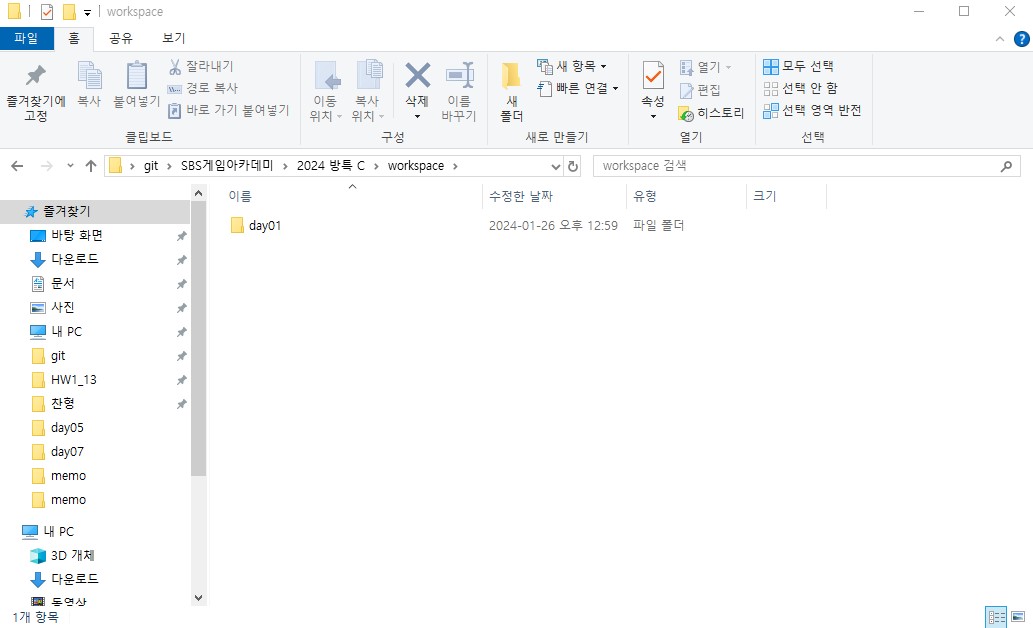 workspace
파일 홈 공유 보기
즐겨찾기에 고정
복사
붙여넣기
잘라내기
경로 복사
바로 가기 붙여넣기
클립보드
이동 위치
복사 위치
삭제
이름 바꾸기
구성
새 폴더
새 항목
빠른 연결
새로 만들기
속성
열기
편집
히스토리
열기
모두 선택
선택 안 함
선택 영역 반전
선택
git > SBS게임아카데미 > 2024 방특 C > workspace >
workspace 검색
이름 수정한 날짜 유형 크기
day01 2024-01-26 오후 12:59 파일 폴더
즐겨찾기
바탕 화면
다운로드
문서
사진
내 PC
git
HW1_13
찬형
day05
day07
memo
memo
내 PC
3D 개체
다운로드
동영상
1개 항목